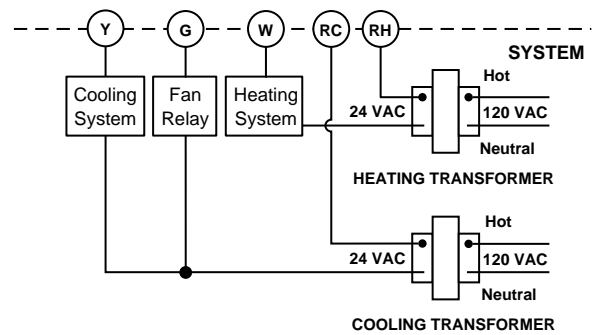 Y G W RC RH
SYSTEM
Cooling
System
Fan
Relay
Heating
System
Hot
24 VAC 120 VAC
Neutral
HEATING TRANSFORMER
Hot
24 VAC 120 VAC
Neutral
COOLING TRANSFORMER